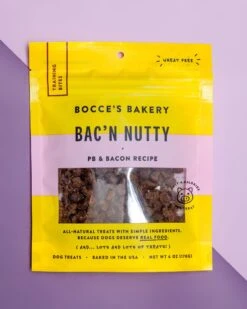 TRAINING
BITES
WHEAT FREE
BOCCE'S BAKERY
BAC'N NUTTY
PB & BACON RECIPE
ALL-NATURAL TREATS WITH SIMPLE INGREDIENTS,
BECAUSE DOGS DESERVE REAL FOOD.
(AND... LOTS AND LOTS OF TREATS!)
DOG TREATS • BAKED IN THE USA • NET WT 6 OZ (170G)